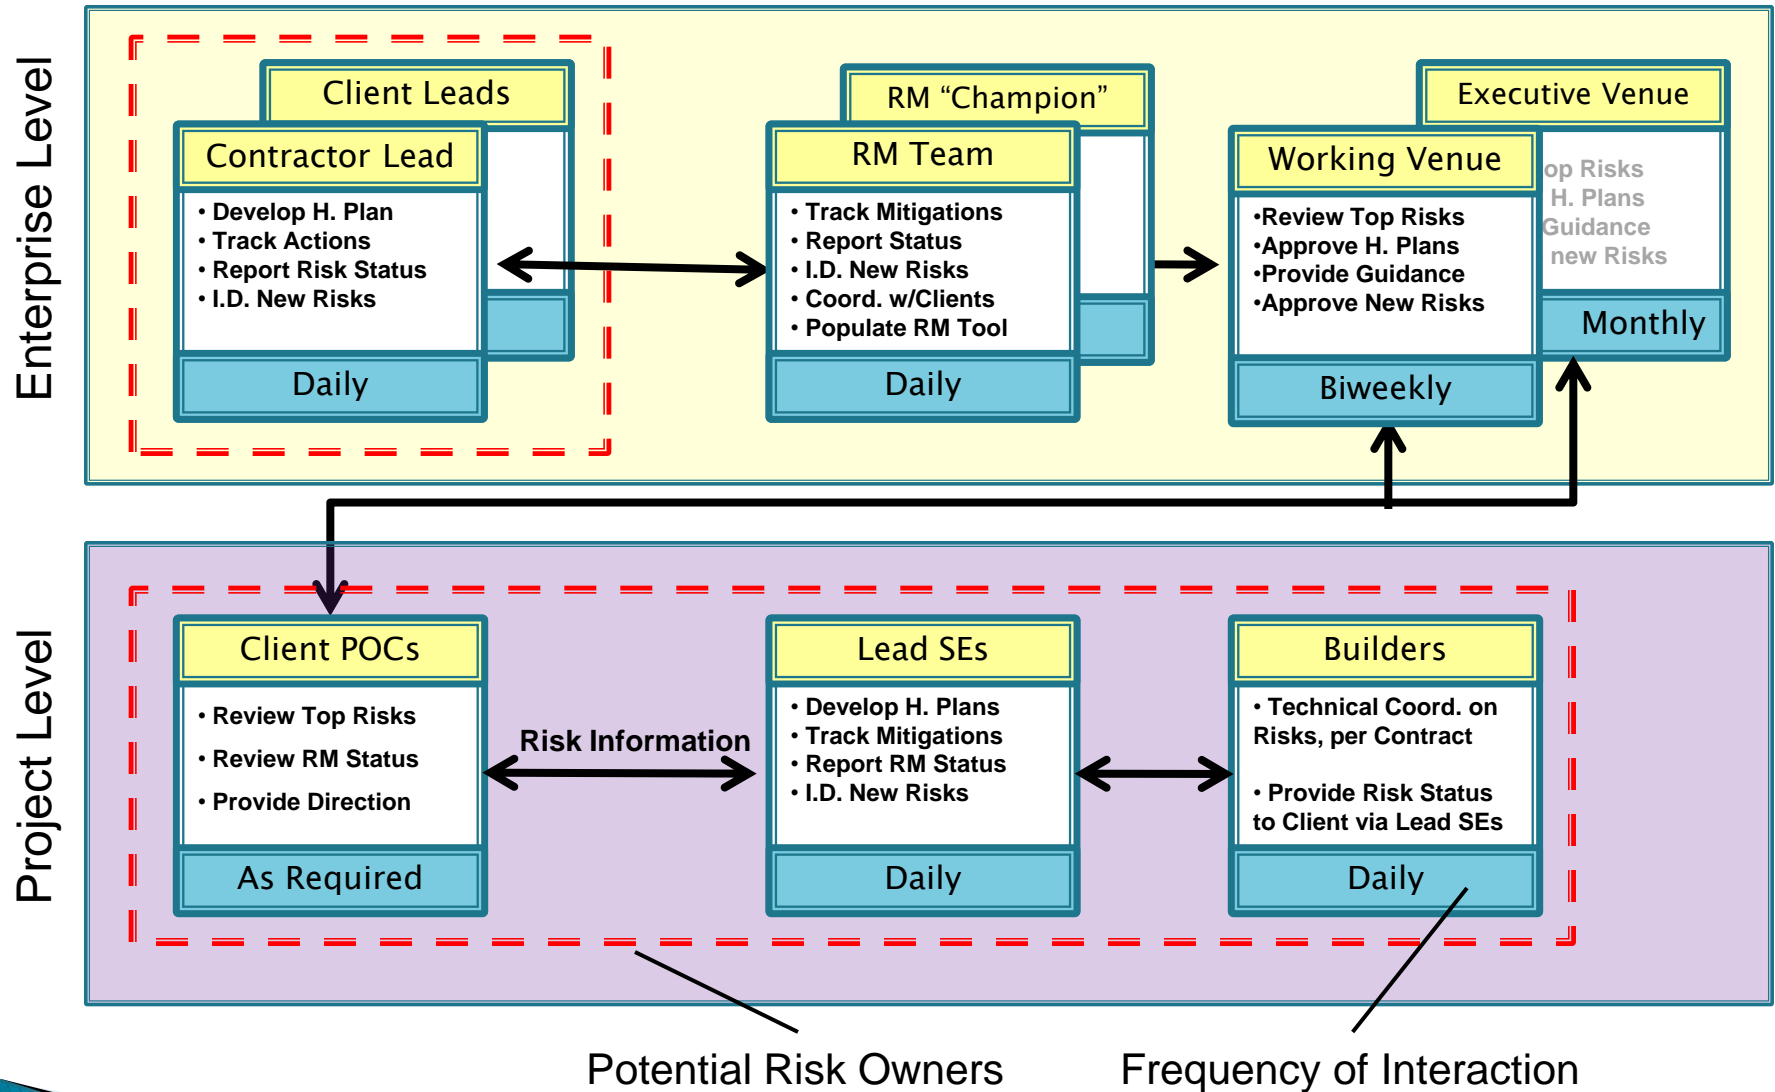 Enterprise Level
Client Leads
Contractor Lead
• Develop H. Plan
• Track Actions
• Report Risk Status
• I.D. New Risks
Daily
RM “Champion”
RM Team
• Track Mitigations
• Report Status
• I.D. New Risks
• Coord. w/Clients
• Populate RM Tool
Daily
Executive Venue
op Risks
H. Plans
Guidance
new Risks
Monthly
Working Venue
•Review Top Risks
•Approve H. Plans
•Provide Guidance
•Approve New Risks
Biweekly
Project Level
Client POCs
• Review Top Risks
• Review RM Status
• Provide Direction
As Required
Risk Information
Lead SEs
• Develop H. Plans
• Track Mitigations
• Report RM Status
• I.D. New Risks
Daily
Builders
• Technical Coord. on
Risks, per Contract
• Provide Risk Status
to Client via Lead SEs
Daily
Potential Risk Owners
Frequency of Interaction